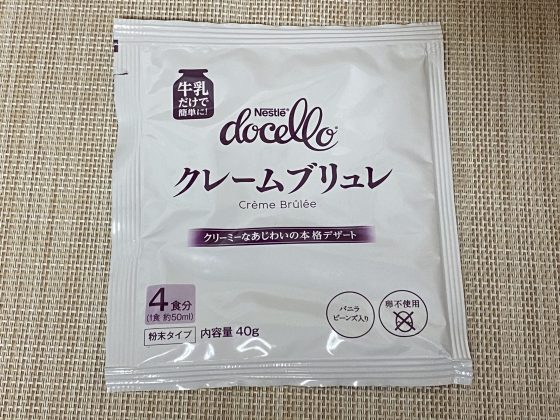 牛乳
だけで
簡単に!
Nestlé®
docello®
クレームブリュレ
Crème Brûlée
クリーミーなあじわいの本格デザート
4食分
(1食 約50ml)
粉末タイプ 内容量 40g
バニラ
ビーンズ入り
卵不使用